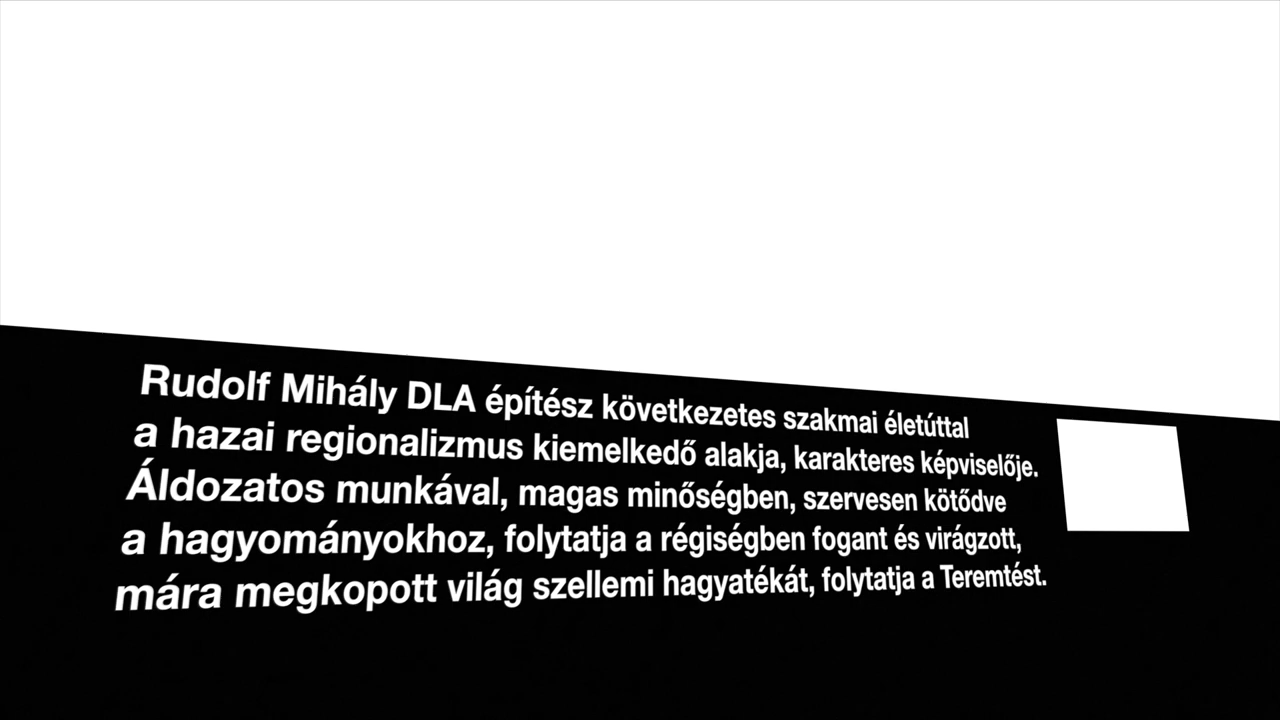 Rudolf Mihály DLA építész következetes szakmai életúttal
a hazai regionalizmus kiemelkedő alakja, karakteres képviselője.
Áldozatos munkával, magas minőségben, szervesen kötődve
a hagyományokhoz, folytatja a régiségben fogant és virágzott,
mára megkopott világ szellemi hagyatékát, folytatja a Teremtést.